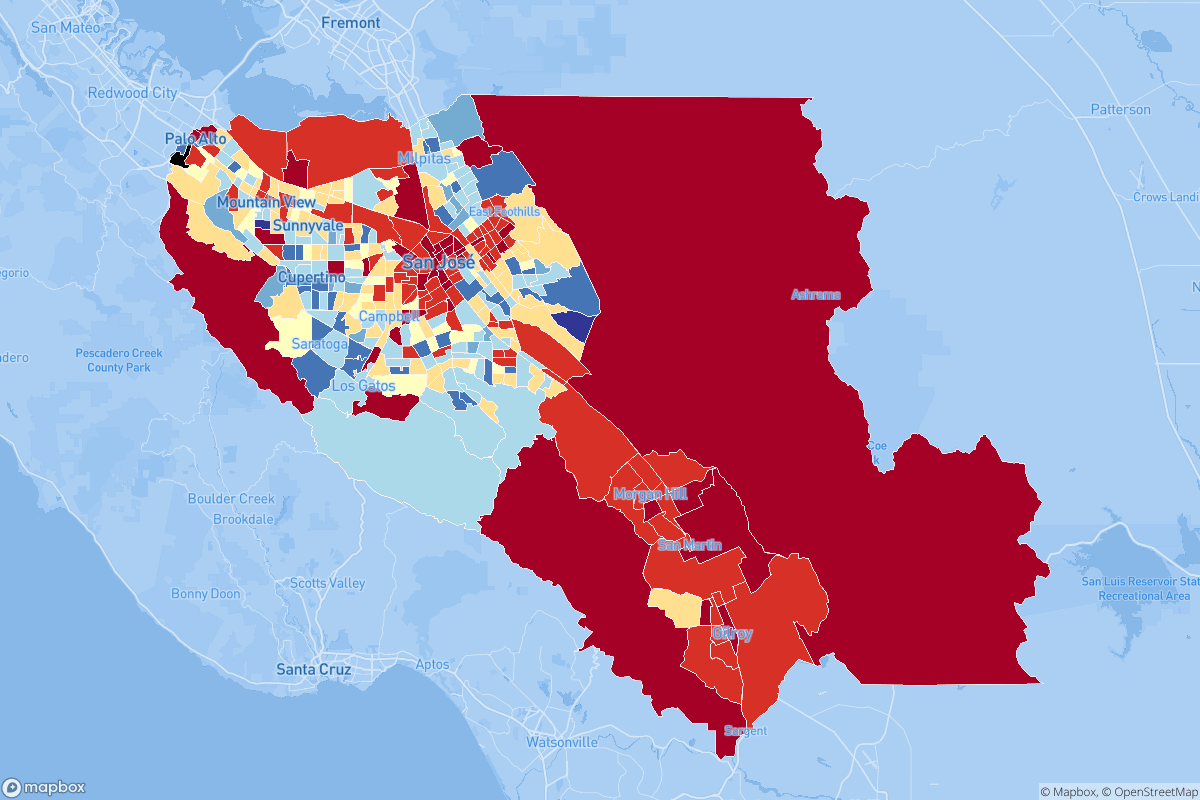 Fremont
San Mateo
Redwood City
Patterson
Palo Alto
Milpitas
Crows Landi
Mountain View
East Foothills
Sunnyvale
San José
egorio
Cupertino
N
Ashrama
Campbell
Saratoga
Pescadero Creek
County Park
adero
Los Gatos
Coe
k
Boulder Creek
Morgan Hill
Brookdale
San Martin
Scotts Valley
San Luis Reservoir Stat
Recreational Area
Bonny Doon
Gilroy
Aptos
Santa Cruz
Sargent
Watsonville
mapbox
© Mapbox, © OpenStreetMap